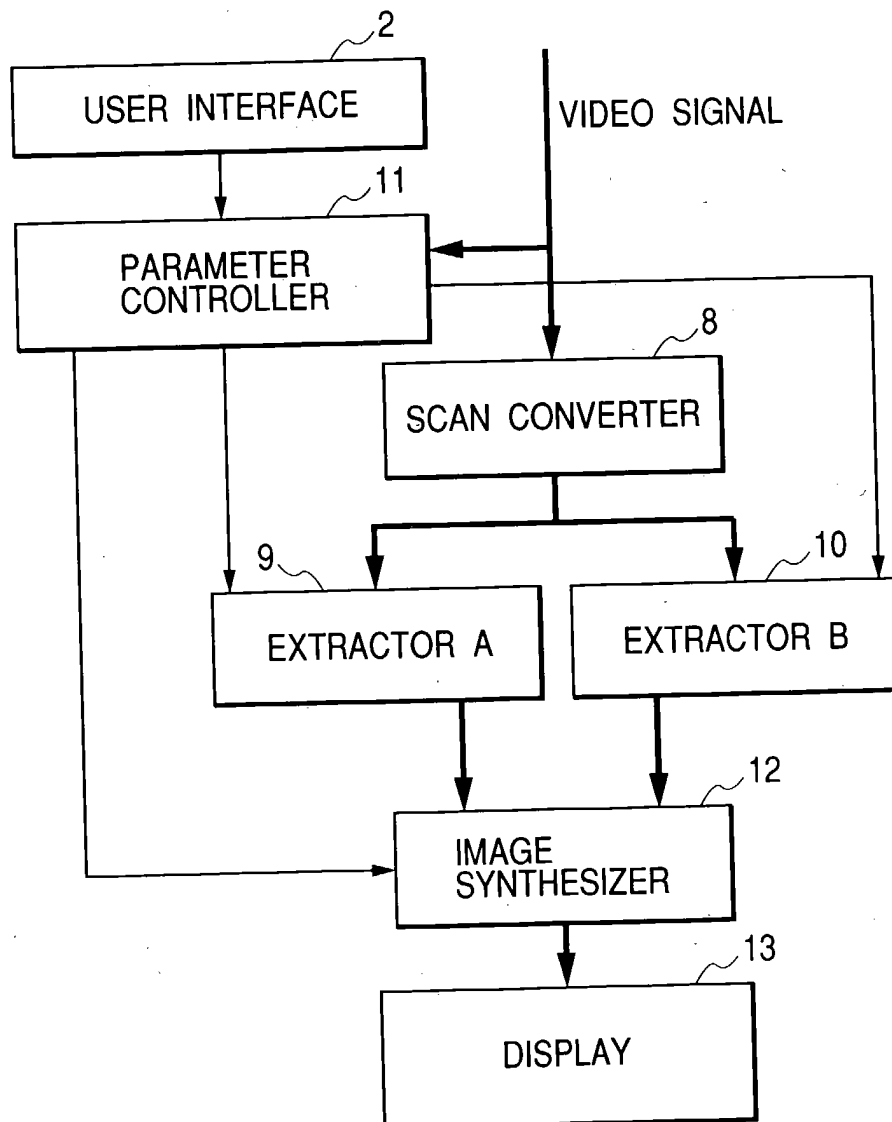 2
USER INTERFACE
VIDEO SIGNAL
11
PARAMETER
CONTROLLER
8
SCAN CONVERTER
9
10
EXTRACTOR A
EXTRACTOR B
12
IMAGE
SYNTHESIZER
13
DISPLAY